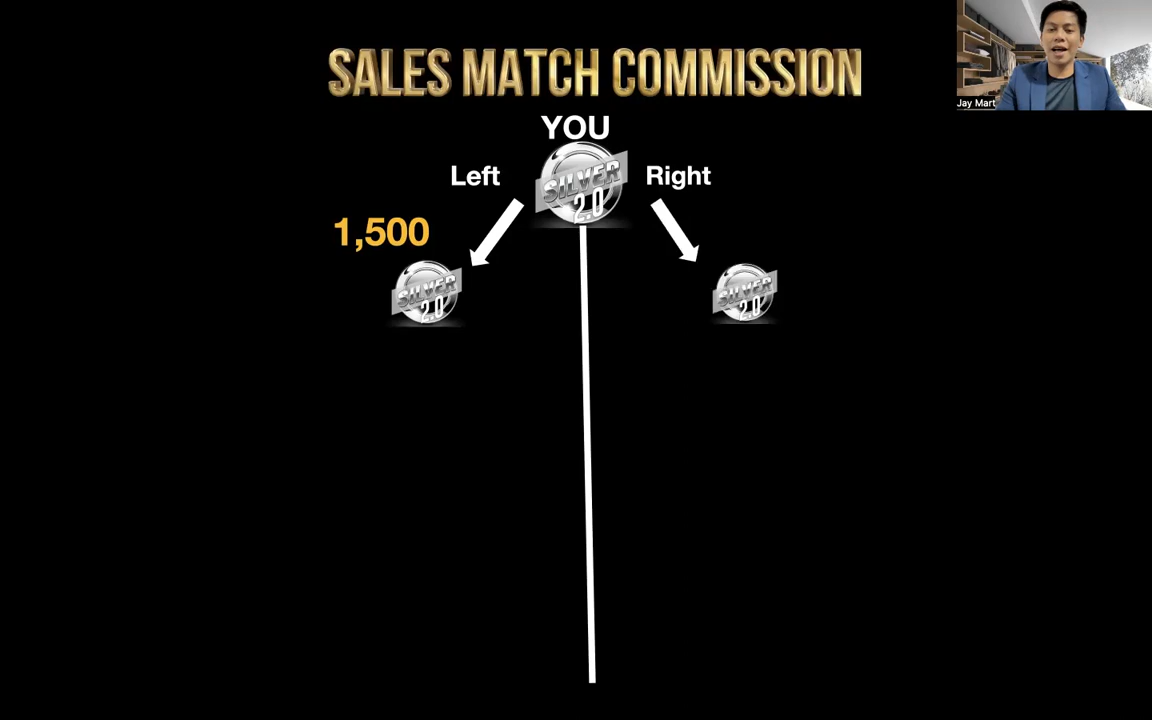 SALES MATCH COMMISSION
Jay Mart
YOU
Left
SILVER
2.0
Right
1,500
SILVER
2.0
SILVER
2.0